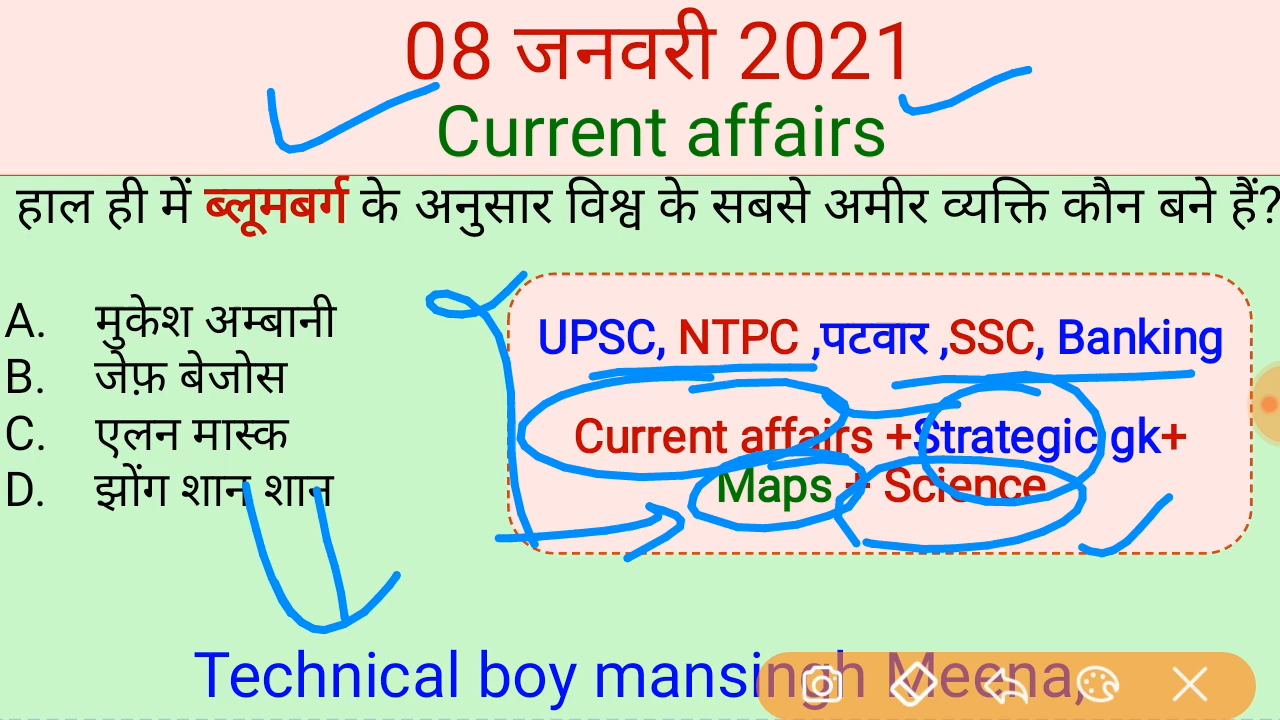 08 जनवरी 2021
Current affairs
हाल ही में ब्लूमबर्ग के अनुसार विश्व के सबसे अमीर व्यक्ति कौन बने हैं?
A. मुकेश अम्बानी
B. जेफ़ बेजोस
C. एलन मास्क
D. झोंग शान शान
UPSC, NTPC ,पटवार ,SSC, Banking
Current affairs +Strategic gk+
Maps + Science
Technical boy mansingh Meena,